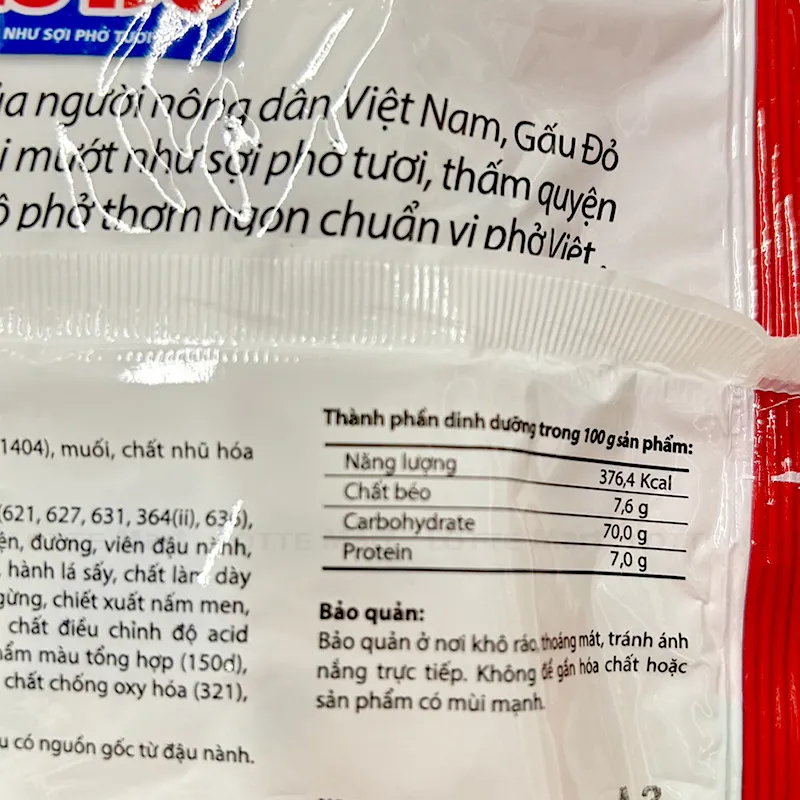 NHƯ SỢI PHỞ TƯƠI
ủa người nông dân Việt Nam, Gấu Đỏ
i mướt như sợi phở tươi, thấm quyện
ô phở thơm ngon chuẩn vị phở Việt
1404), muối, chất nhũ hóa
(621, 627, 631, 364(ii), 635),
ện, đường, viên đậu nành,
, hành lá sấy, chất làm dày
gừng, chiết xuất nấm men,
chất điều chỉnh độ acid
hẩm màu tổng hợp (150d),
chất chống oxy hóa (321),
u có nguồn gốc từ đậu nành.
Thành phần dinh dưỡng trong 100 g sản phẩm:
Năng lượng 376,4 Kcal
Chất béo 7,6 g
Carbohydrate 70,0 g
Protein 7,0 g
Bảo quản:
Bảo quản ở nơi khô ráo, thoáng mát, tránh ánh
nắng trực tiếp. Không để gần hóa chất hoặc
sản phẩm có mùi mạnh.